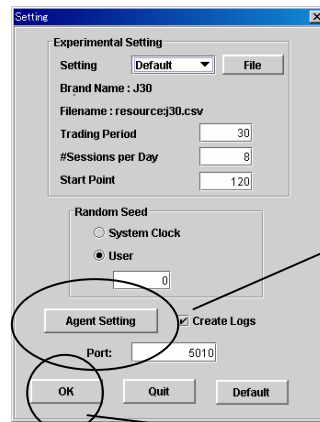 Setting
Experimental Setting
Setting Default File
Brand Name : J30
Filename : resource:j30.csv
Trading Period 30
#Sessions per Day 8
Start Point 120
Random Seed
System Clock
User
0
Agent Setting Create Logs
Port: 5010
OK Quit Default